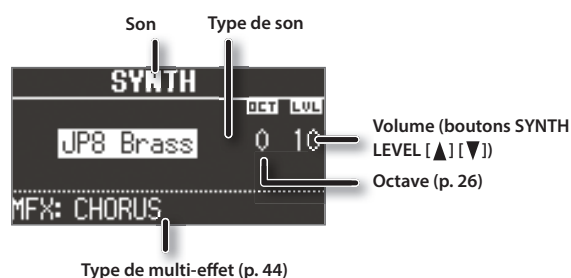 Son
Type de son
SYNTH
OCT LVL
JP8 Brass 0 10
Volume (boutons SYNTH
LEVEL [▲] [▼])
Octave (p. 26)
MFX: CHORUS
Type de multi-effet (p. 44)